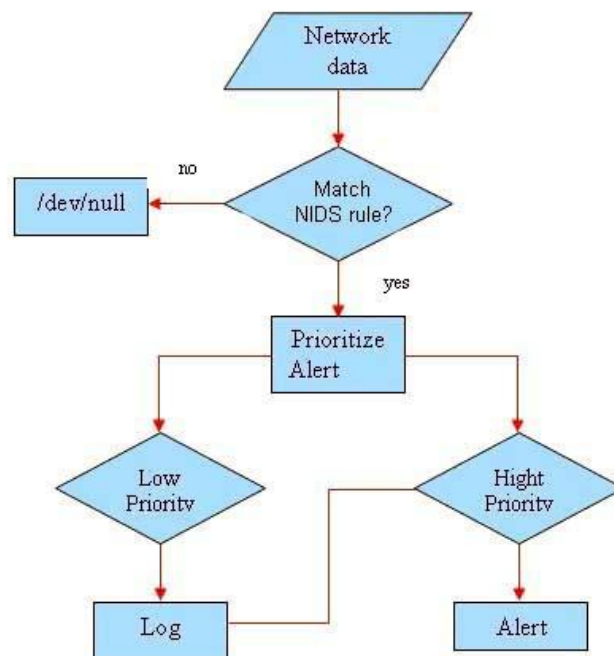 Network
data
no
/dev/null
Match
NIDS rule?
yes
Prioritize
Alert
Low
Priority
Hight
Priority
Log
Alert